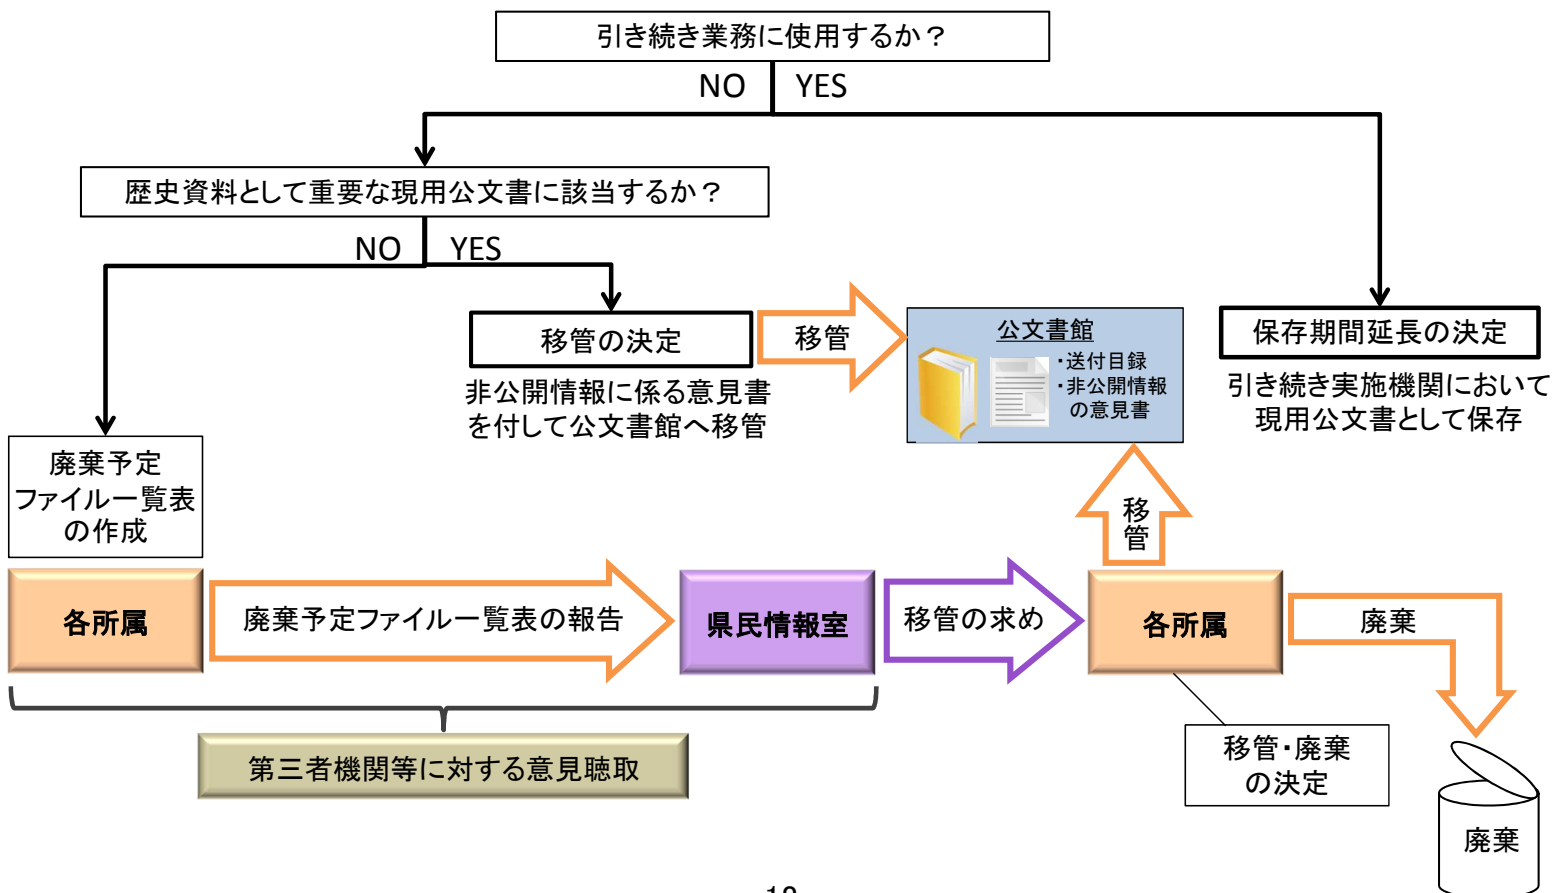 引き続き業務に使用するか？
NO
YES
歴史資料として重要な現用公文書に該当するか？
NO
YES
移管の決定
移管
公文書館
・送付目録
・非公開情報
の意見書
保存期間延長の決定
非公開情報に係る意見書
を付して公文書館へ移管
引き続き実施機関において
現用公文書として保存
廃棄予定
ファイル一覧表
の作成
移
管
各所属
廃棄予定ファイル一覧表の報告
県民情報室
移管の求め
各所属
廃棄
第三者機関等に対する意見聴取
移管・廃棄
の決定
廃棄